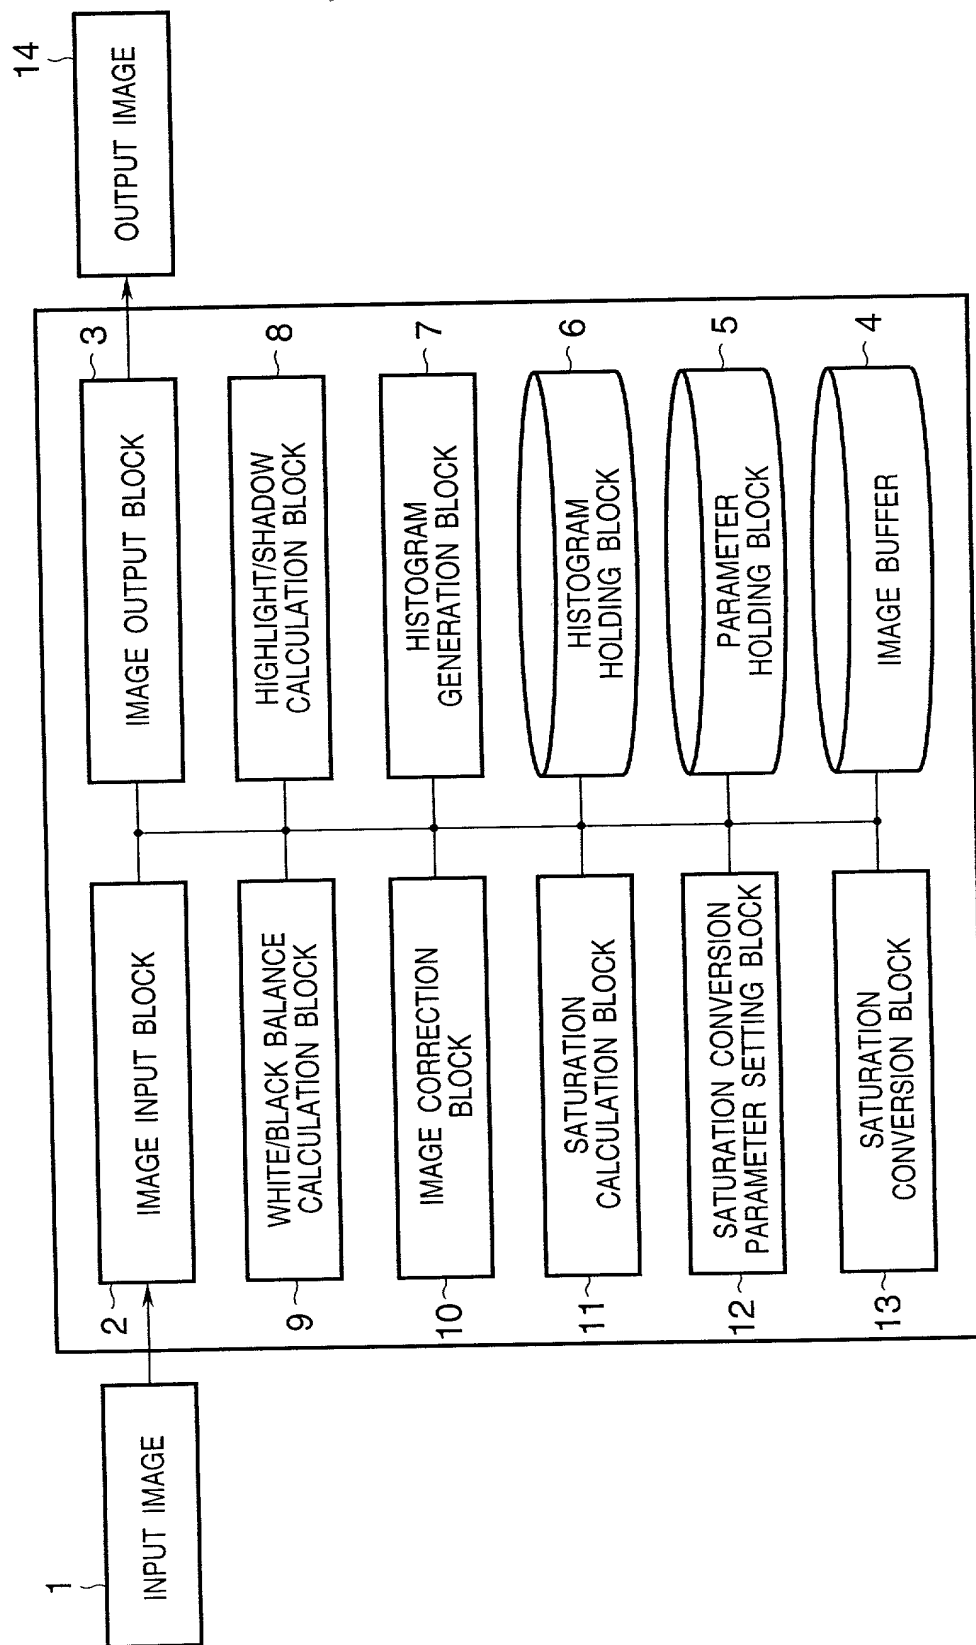 1
INPUT IMAGE
14
OUTPUT IMAGE
2
IMAGE INPUT BLOCK
3
IMAGE OUTPUT BLOCK
9
WHITE/BLACK BALANCE
CALCULATION BLOCK
8
HIGHLIGHT/SHADOW
CALCULATION BLOCK
10
IMAGE CORRECTION
BLOCK
7
HISTOGRAM
GENERATION BLOCK
11
SATURATION
CALCULATION BLOCK
6
HISTOGRAM
HOLDING BLOCK
12
SATURATION CONVERSION
PARAMETER SETTING BLOCK
5
PARAMETER
HOLDING BLOCK
13
SATURATION
CONVERSION BLOCK
4
IMAGE BUFFER